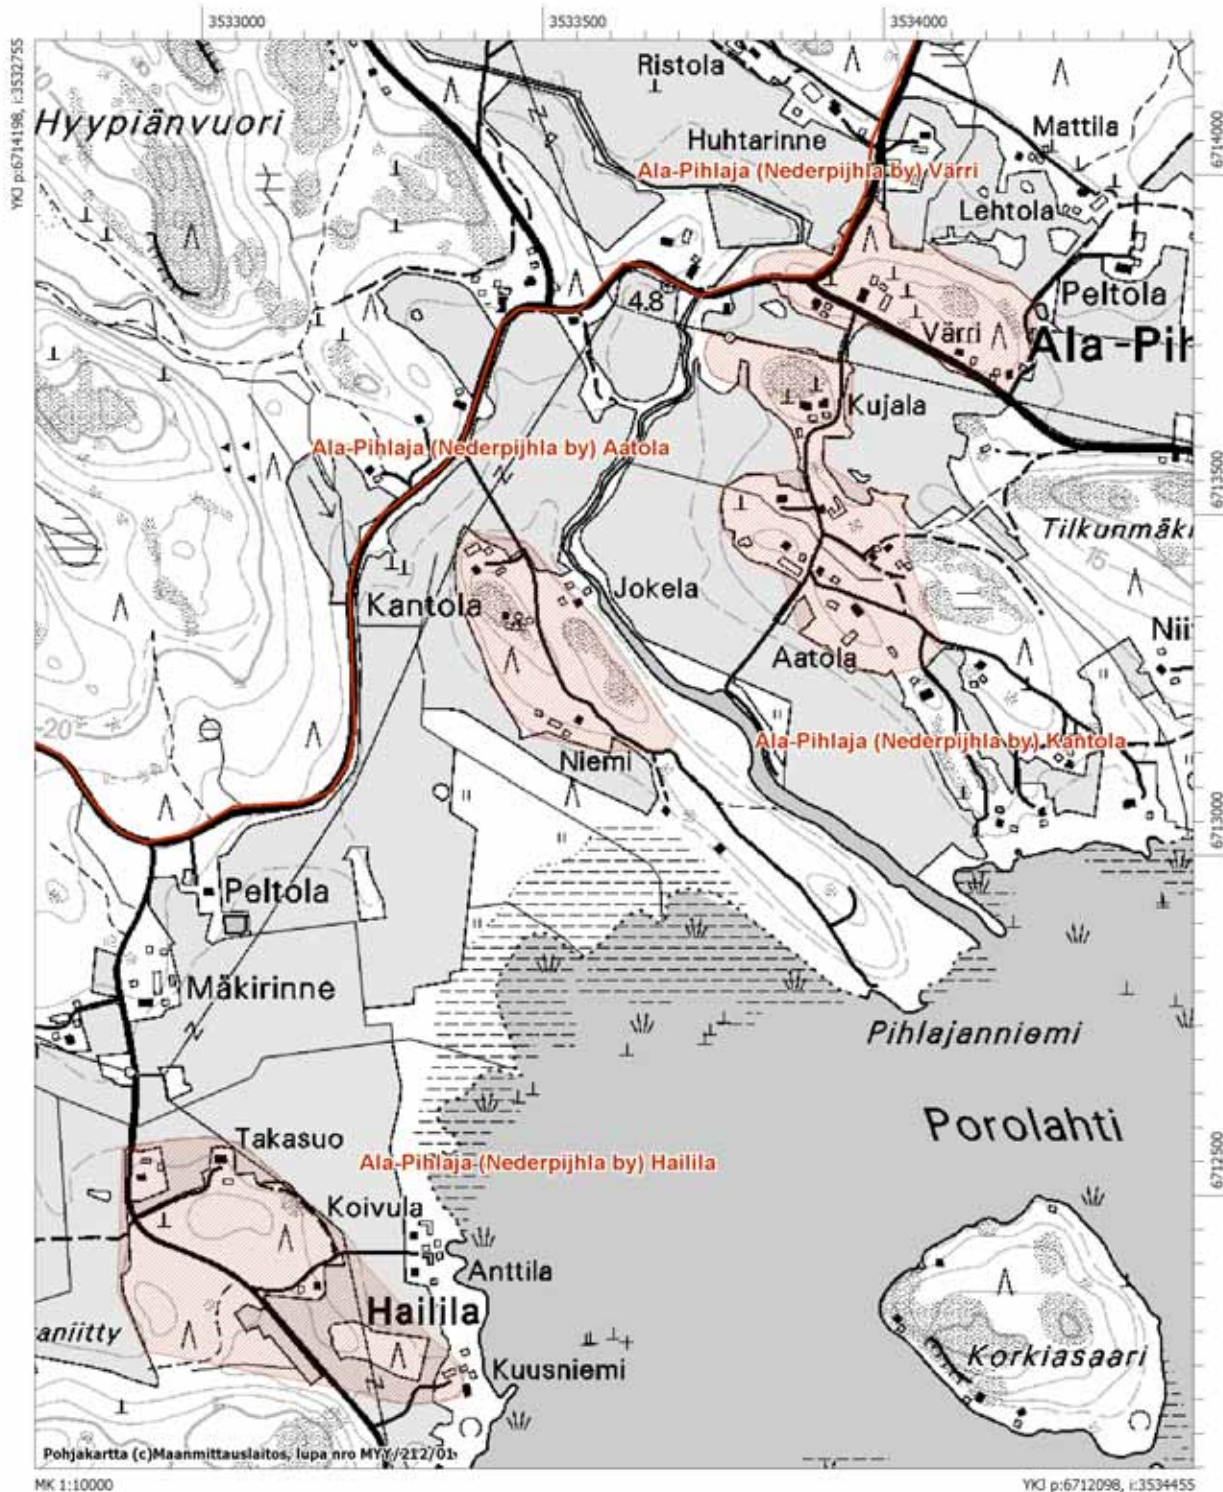 3533000
3533500
3534000
YKJ p:6714198, i:3532755
Ristola
Hyypiänvuori
Huhtarinne
Mattila
6714000
Ala-Pihlaja (Nederpijhla by) Värri
Lehtola
Peltola
4.8
Värri
Ala-Pih
Kujala
Ala-Pihlaja (Nederpijhla by) Aatola
6713500
Tilkunmäki
15
Jokela
Kantola
Nii
Aatola
20
Ala-Pihlaja (Nederpijhla by) Kantola
Niemi
6713000
Peltola
Mäkirinne
Pihlajanniemi
Porolahti
Takasuo
Ala-Pihlaja (Nederpijhla by) Hailila
6712500
Koivula
Anttila
Hailila
aniitty
Korkiasaari
Kuusniemi
Pohjakartta (c)Maanmittauslaitos, lupa nro MYY/212/01
MK 1:10000
YKJ p:6712098, i:3534455